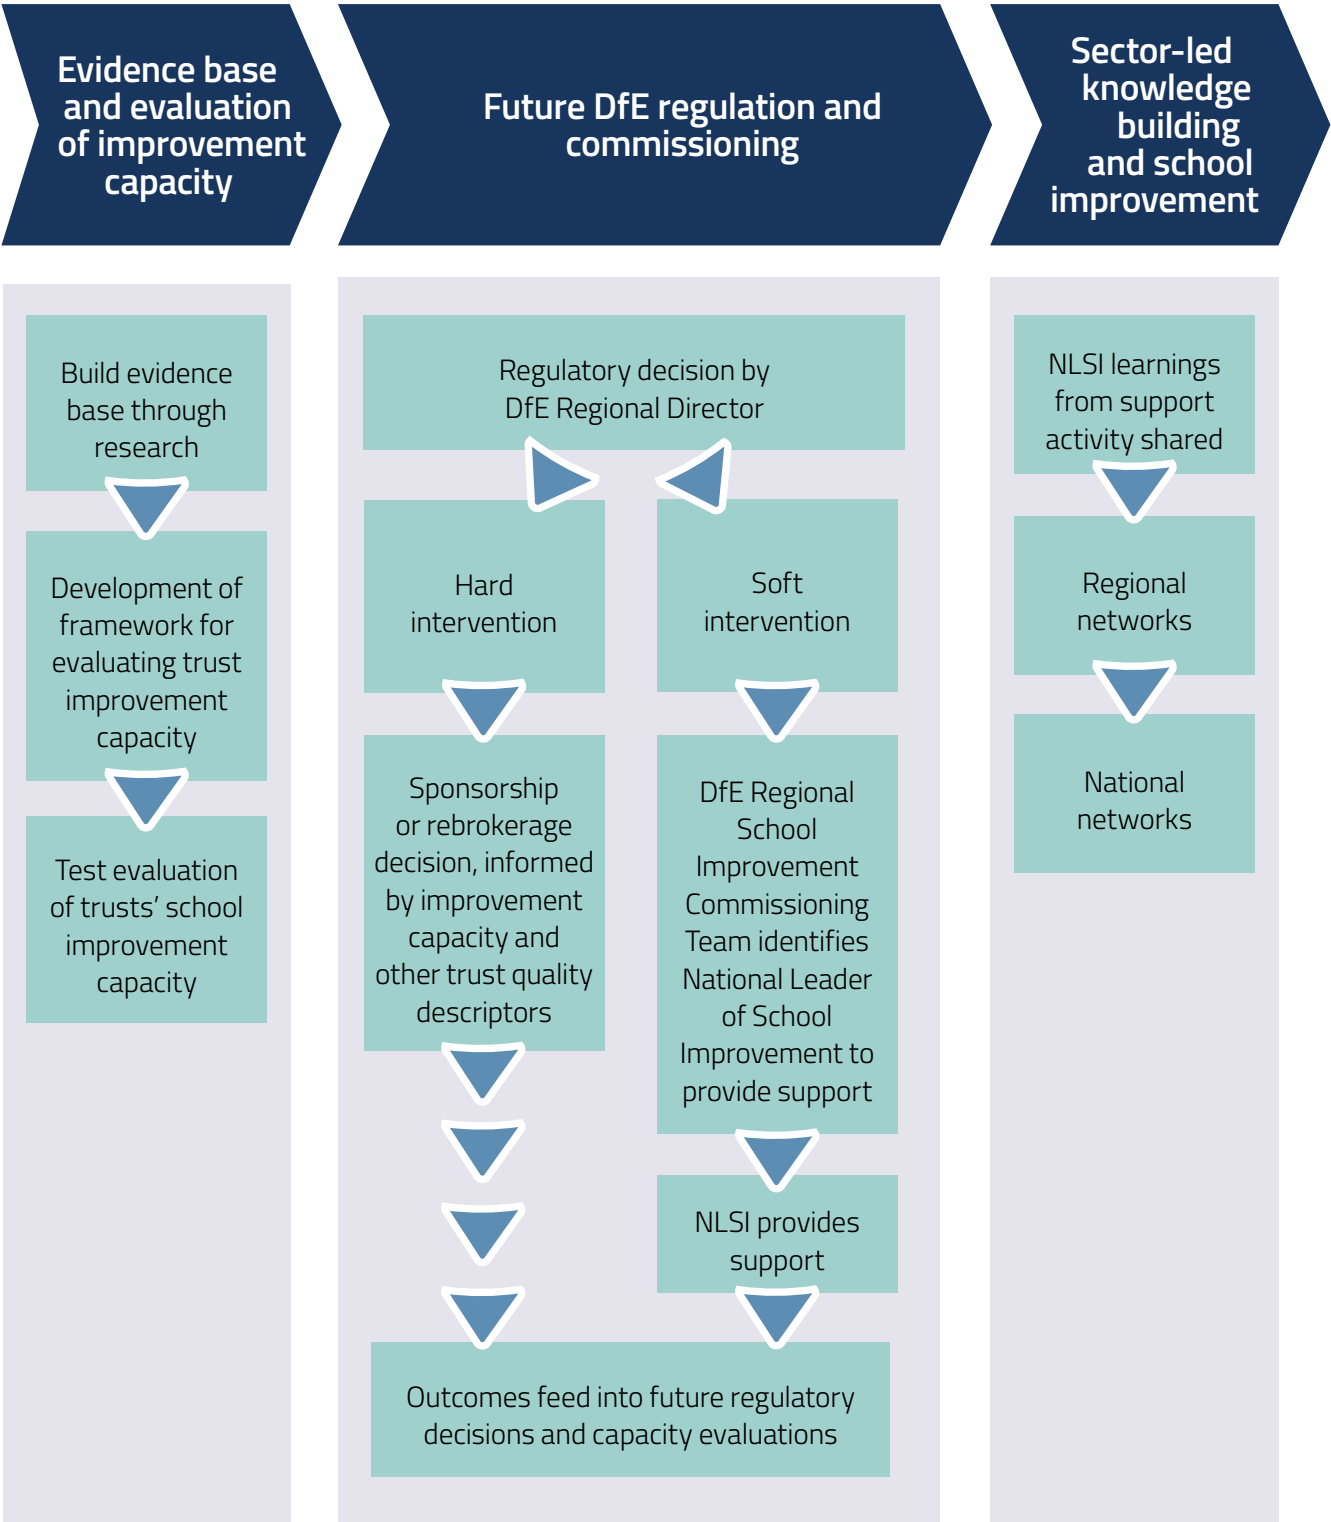 Evidence base
and evaluation
of improvement
capacity
Future DfE regulation and
commissioning
Sector-led
knowledge
building
and school
improvement
Build evidence
base through
research
Development of
framework for
evaluating trust
improvement
capacity
Test evaluation
of trusts’ school
improvement
capacity
Regulatory decision by
DfE Regional Director
Hard
intervention
Sponsorship
or rebrokerage
decision, informed
by improvement
capacity and
other trust quality
descriptors
Soft
intervention
DfE Regional
School
Improvement
Commissioning
Team identifies
National Leader
of School
Improvement to
provide support
NLSI provides
support
Outcomes feed into future regulatory
decisions and capacity evaluations
NLSI learnings
from support
activity shared
Regional
networks
National
networks